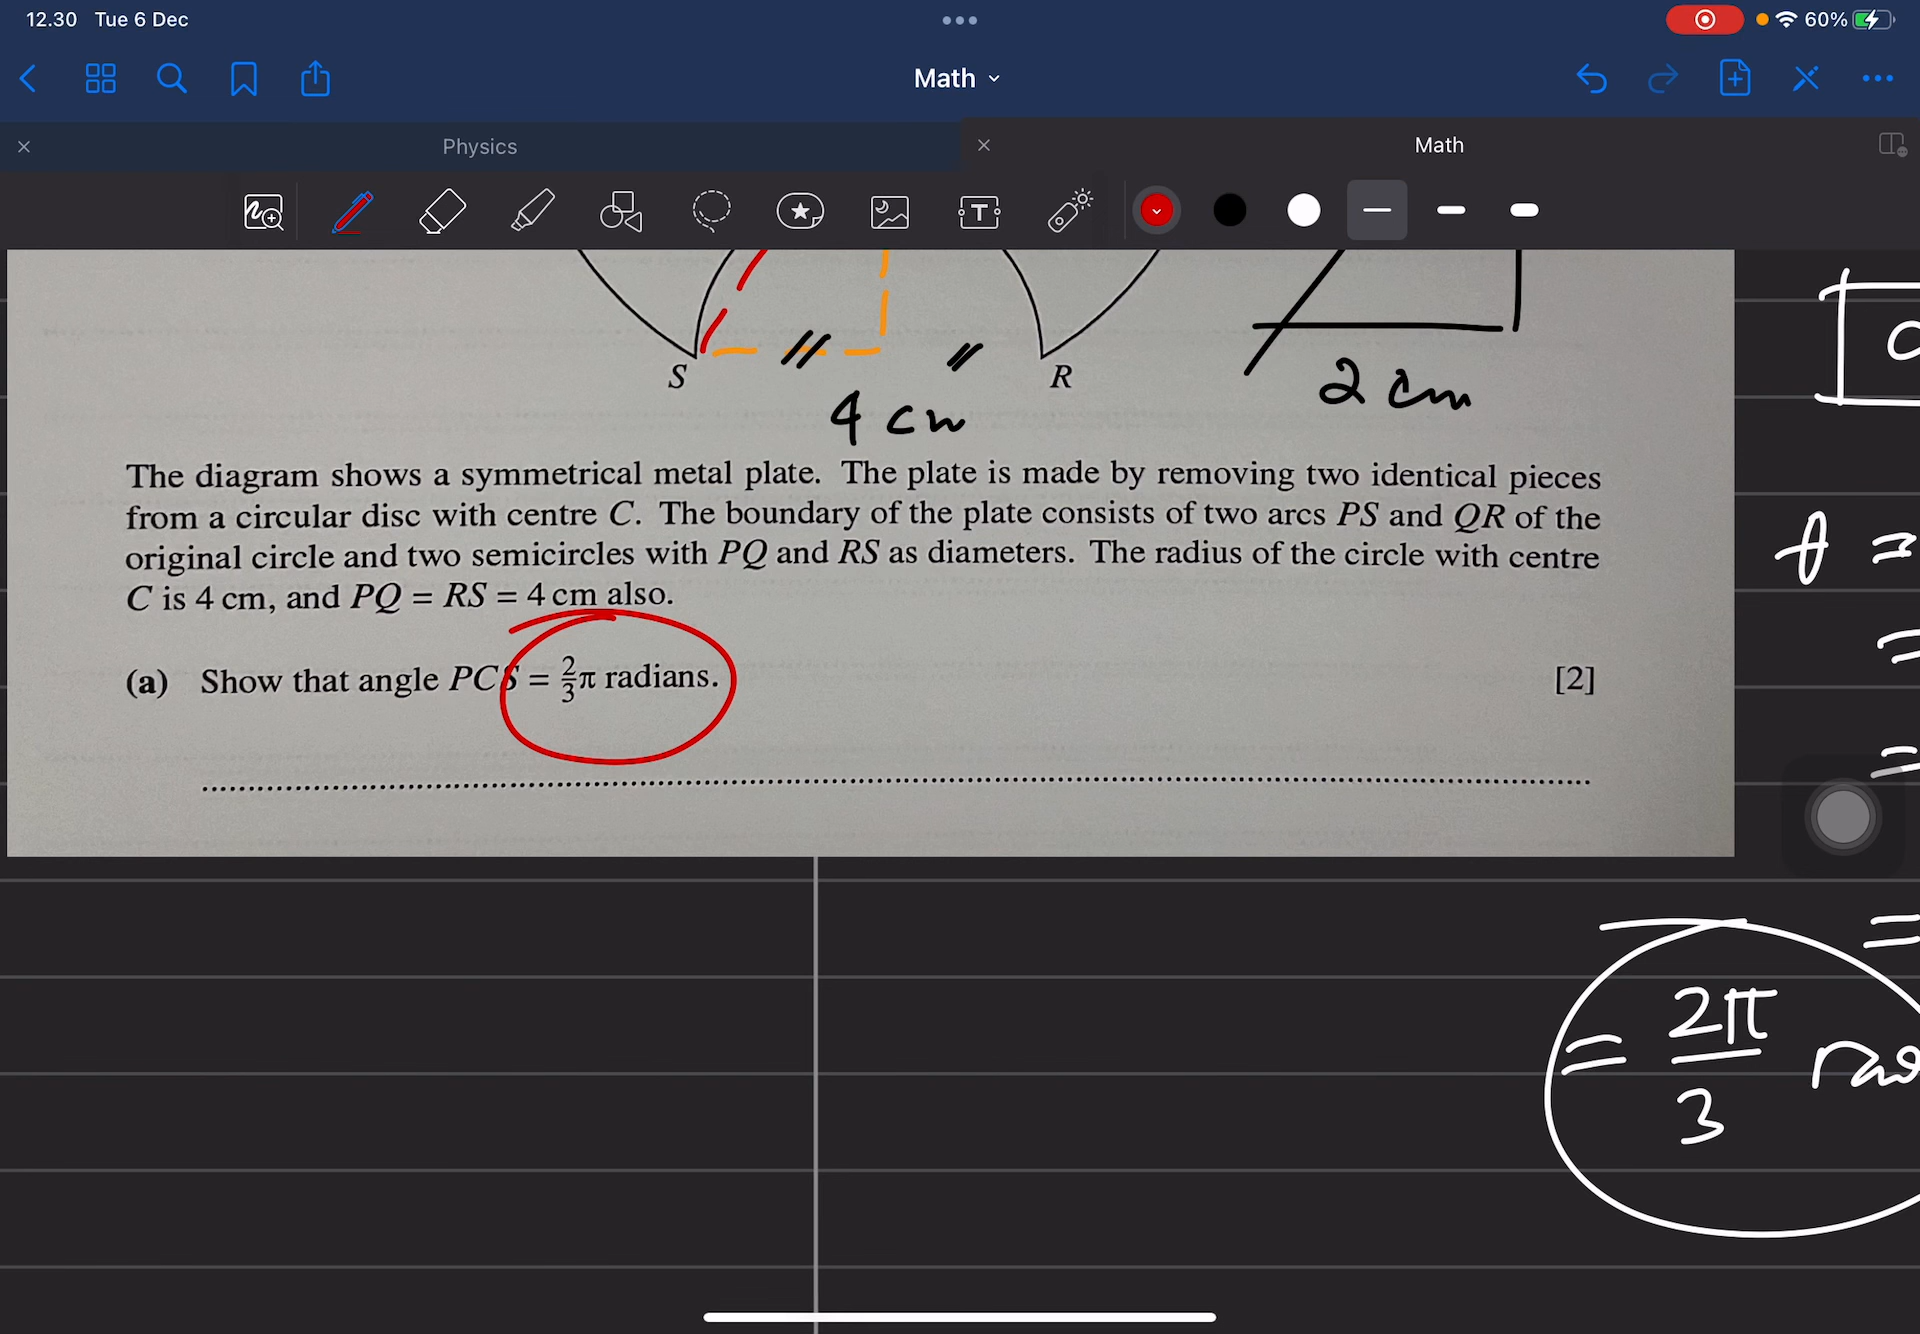 12.30 Tue 6 Dec
60%
Math
Physics
Math
T
S
R
4 cm
2 cm
The diagram shows a symmetrical metal plate. The plate is made by removing two identical pieces
from a circular disc with centre C. The boundary of the plate consists of two arcs PS and QR of the
original circle and two semicircles with PQ and RS as diameters. The radius of the circle with centre
C is 4 cm, and PQ = RS = 4 cm also.
(a) Show that angle PCS = 2/3 π radians. [2]
θ =
=
=
=
= 2π/3 rad